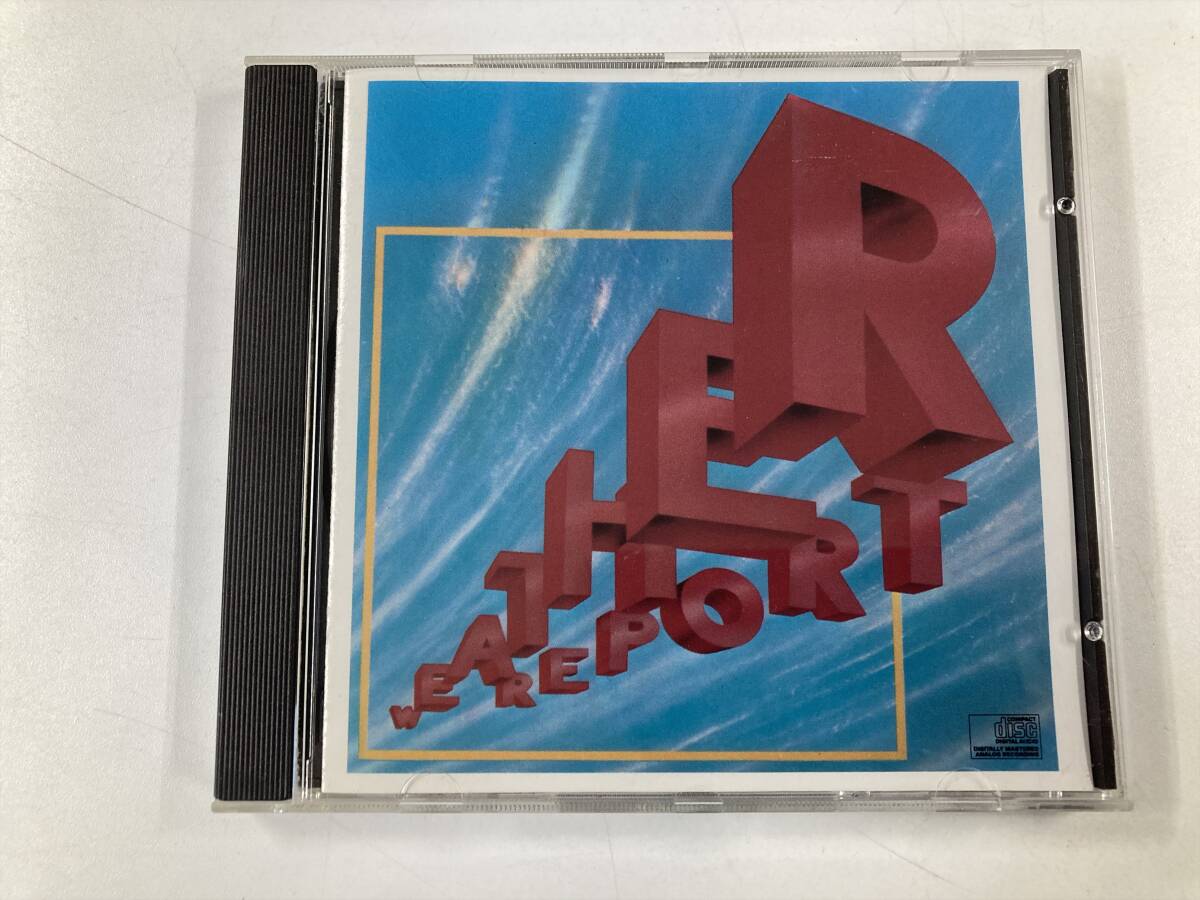 WEATHER
REPORT
COMPACT
disc
DIGITAL AUDIO
DIGITALLY MASTERED
ANALOG RECORDING